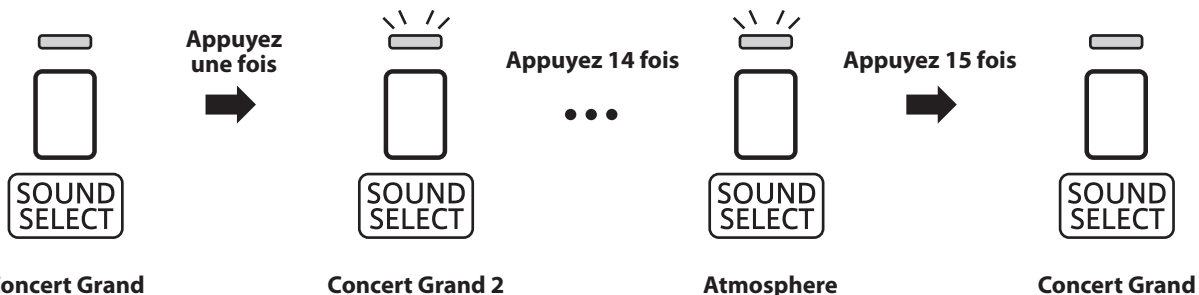 Appuyez
une fois
Appuyez 14 fois
Appuyez 15 fois
SOUND
SELECT
SOUND
SELECT
SOUND
SELECT
SOUND
SELECT
oncert Grand
Concert Grand 2
Atmosphere
Concert Grand